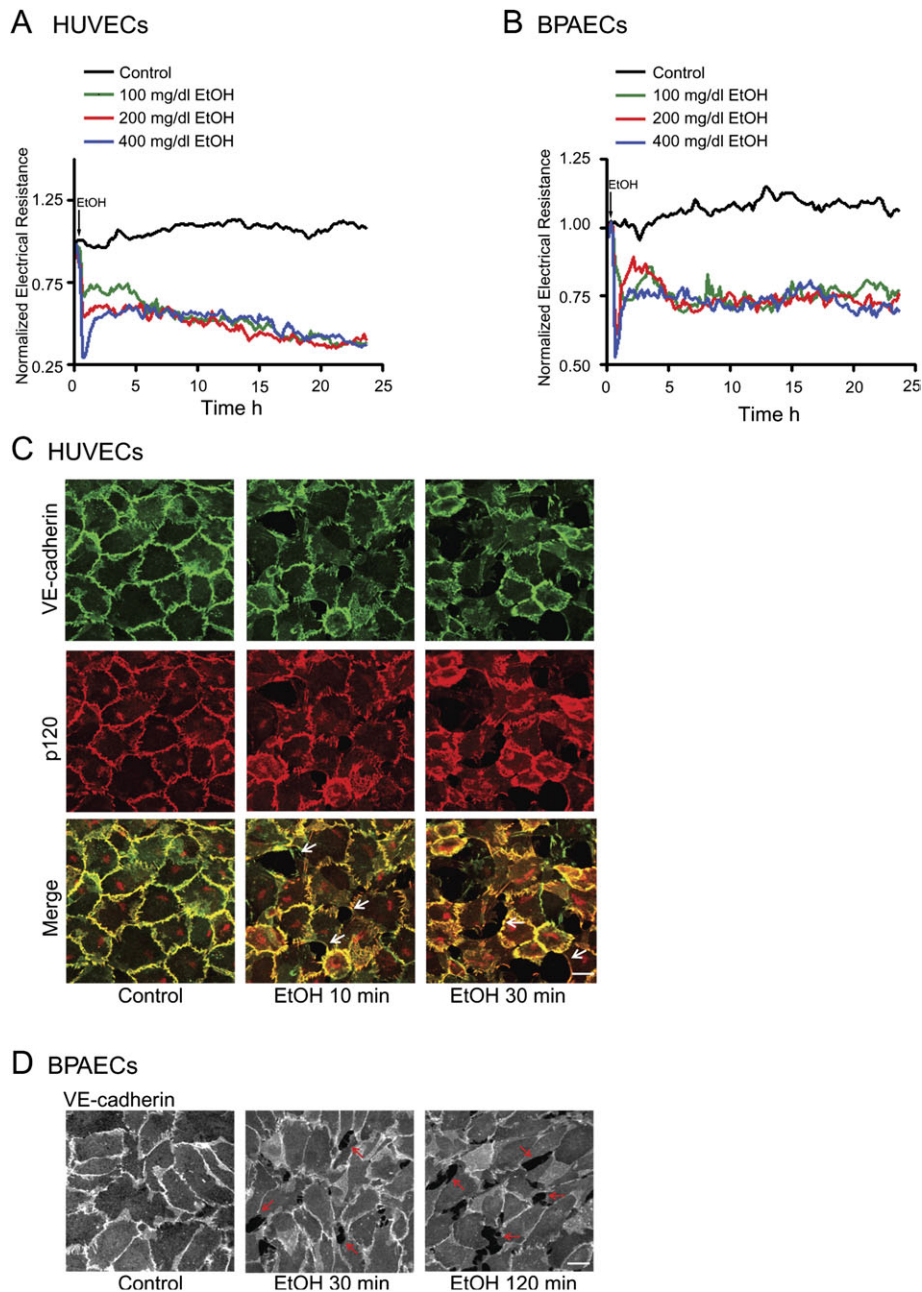 A HUVECs
Control
100 mg/dl EtOH
200 mg/dl EtOH
400 mg/dl EtOH
Normalized Electrical Resistance
1.25
0.75
0.25
EtOH
0 5 10 15 20 25
Time h
B BPAECs
Control
100 mg/dl EtOH
200 mg/dl EtOH
400 mg/dl EtOH
Normalized Electrical Resistance
1.25
1.00
0.75
0.50
EtOH
0 5 10 15 20 25
Time h
C HUVECs
VE-cadherin
p120
Merge
Control EtOH 10 min EtOH 30 min
D BPAECs
VE-cadherin
Control EtOH 30 min EtOH 120 min